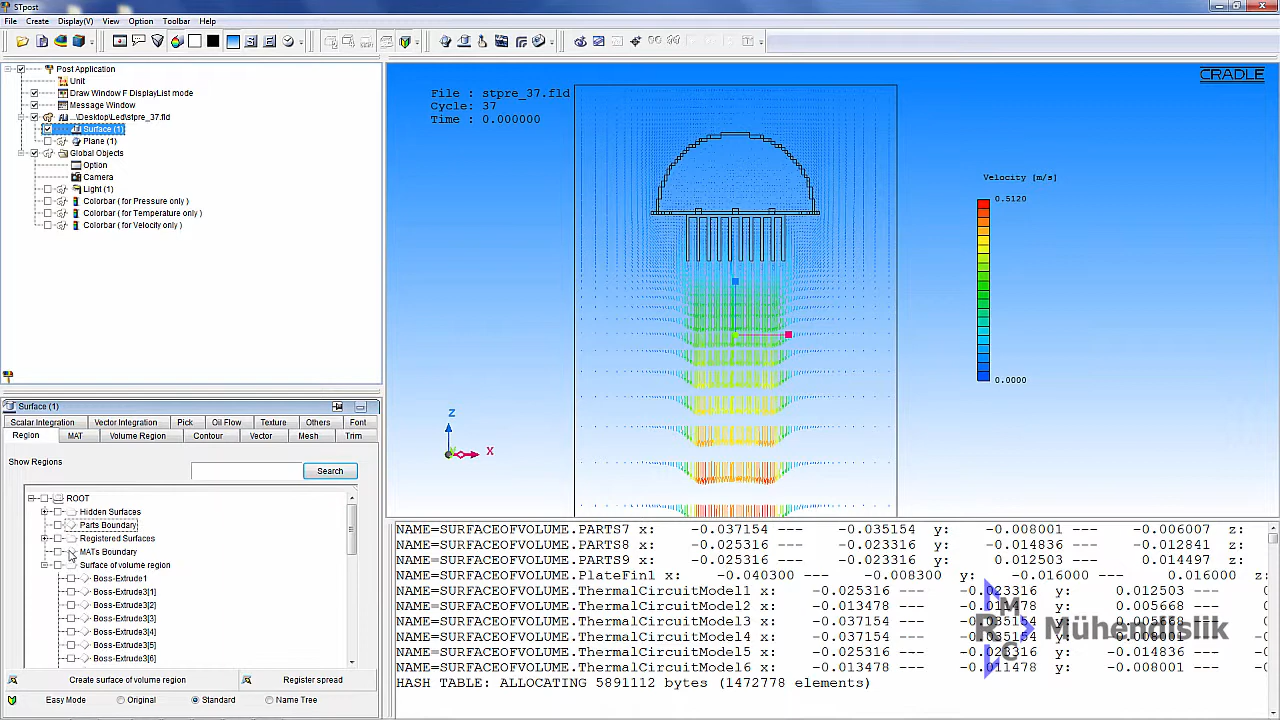 STpost
File Create Display(V) View Option Toolbar Help
Post Application
Unit
Draw Window F DisplayList mode
Message Window
...\Desktop\Led\stpre_37.fld
Surface (1)
Plane (1)
Global Objects
Option
Camera
Light (1)
Colorbar ( for Pressure only )
Colorbar ( for Temperature only )
Colorbar ( for Velocity only )
File : stpre_37.fld
Cycle: 37
Time : 0.000000
CRADLE
Velocity [m/s]
0.5120
0.0000
Z
X
Surface (1)
Scalar Integration Vector Integration Pick Oil Flow Texture Others Font
Region MAT Volume Region Contour Vector Mesh Trim
Show Regions
Search
ROOT
Hidden Surfaces
Parts Boundary
Registered Surfaces
MATs Boundary
Surface of volume region
Boss-Extrude1
Boss-Extrude3[1]
Boss-Extrude3[2]
Boss-Extrude3[3]
Boss-Extrude3[4]
Boss-Extrude3[5]
Boss-Extrude3[6]
Create surface of volume region Register spread
Easy Mode Original Standard Name Tree
NAME=SURFACEOFVOLUME.PARTS7 x: -0.037154 --- -0.035154 y: -0.008001 --- -0.006007 z:
NAME=SURFACEOFVOLUME.PARTS8 x: -0.025316 --- -0.023316 y: -0.014836 --- -0.012841 z:
NAME=SURFACEOFVOLUME.PARTS9 x: -0.025316 --- -0.023316 y: 0.012503 --- 0.014497 z:
NAME=SURFACEOFVOLUME.PlateFin1 x: -0.040300 --- -0.008300 y: -0.016000 --- 0.016000 z:
NAME=SURFACEOFVOLUME.ThermalCircuitModel1 x: -0.025316 --- -0.023316 y: 0.012503
NAME=SURFACEOFVOLUME.ThermalCircuitModel2 x: -0.013478 --- y: 0.005668
NAME=SURFACEOFVOLUME.ThermalCircuitModel3 x: -0.037154 --- y:
NAME=SURFACEOFVOLUME.ThermalCircuitModel4 x: -0.037154 ---
NAME=SURFACEOFVOLUME.ThermalCircuitModel5 x: -0.025316 --- y: -0.014836
NAME=SURFACEOFVOLUME.ThermalCircuitModel6 x: -0.013478 --- -0.011478 y: -0.008001
HASH TABLE: ALLOCATING 5891112 bytes (1472778 elements)
RMC Mühendislik